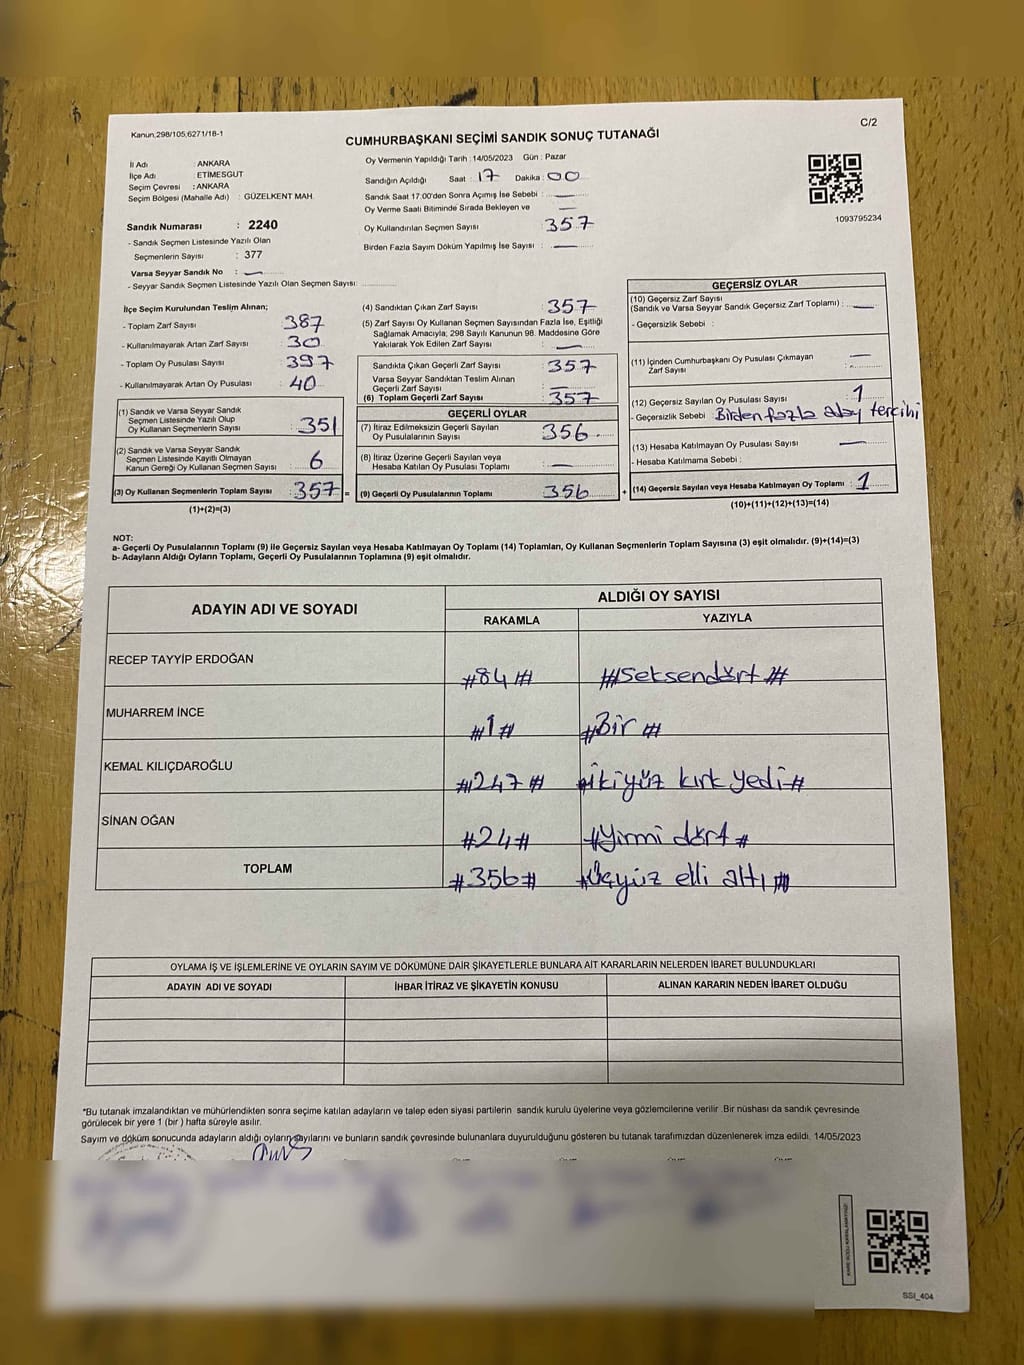 Kanun,298/105,6271/18-1
C/2
CUMHURBAŞKANI SEÇİMİ SANDIK SONUÇ TUTANAĞI
İl Adı : ANKARA
İlçe Adı : ETİMESGUT
Seçim Çevresi : ANKARA
Seçim Bölgesi (Mahalle Adı) : GÜZELKENT MAH.
Oy Vermenin Yapıldığı Tarih : 14/05/2023 Gün : Pazar
Sandığın Açıldığı Saat : 17 Dakika : 00
Sandık Saat 17.00'den Sonra Açımış İse Sebebi : —
Oy Verme Saati Bitiminde Sırada Bekleyen ve —
Oy Kullandırılan Seçmen Sayısı 357
Birden Fazla Sayım Döküm Yapılmış İse Sayısı : —
1093795234
Sandık Numarası : 2240
- Sandık Seçmen Listesinde Yazılı Olan
Seçmenlerin Sayısı : 377
Varsa Seyyar Sandık No : —
- Seyyar Sandık Seçmen Listesinde Yazılı Olan Seçmen Sayısı:
İlçe Seçim Kurulundan Teslim Alınan;
- Toplam Zarf Sayısı 387
- Kullanılmayarak Artan Zarf Sayısı 30
- Toplam Oy Pusulası Sayısı 397
- Kullanılmayarak Artan Oy Pusulası 40
(1) Sandık ve Varsa Seyyar Sandık
Seçmen Listesinde Yazılı Olup
Oy Kullanan Seçmenlerin Sayısı : 351
(2) Sandık ve Varsa Seyyar Sandık
Seçmen Listesinde Kayıtlı Olmayan
Kanun Gereği Oy Kullanan Seçmen Sayısı 6
(3) Oy Kullanan Seçmenlerin Toplam Sayısı : 357 =
(1)+(2)=(3)
(4) Sandıktan Çıkan Zarf Sayısı : 357
(5) Zarf Sayısı Oy Kullanan Seçmen Sayısından Fazla İse, Eşitliği
Sağlamak Amacıyla; 298 Sayılı Kanunun 98. Maddesine Göre
Yakılarak Yok Edilen Zarf Sayısı : —
Sandıkta Çıkan Geçerli Zarf Sayısı : 357
Varsa Seyyar Sandıktan Teslim Alınan
Geçerli Zarf Sayısı : —
(6) Toplam Geçerli Zarf Sayısı : 357
GEÇERLİ OYLAR
(7) İtiraz Edilmeksizin Geçerli Sayılan
Oy Pusulalarının Sayısı 356
(8) İtiraz Üzerine Geçerli Sayılan veya
Hesaba Katılan Oy Pusulası Toplamı —
(9) Geçerli Oy Pusulalarının Toplamı 356 +
GEÇERSİZ OYLAR
(10) Geçersiz Zarf Sayısı
(Sandık ve Varsa Seyyar Sandık Geçersiz Zarf Toplamı) : —
- Geçersizlik Sebebi :
(11) İçinden Cumhurbaşkanı Oy Pusulası Çıkmayan
Zarf Sayısı —
(12) Geçersiz Sayılan Oy Pusulası Sayısı : 1
- Geçersizlik Sebebi : Birden fazla aday tercihi
(13) Hesaba Katılmayan Oy Pusulası Sayısı —
- Hesaba Katılmama Sebebi :
(14) Geçersiz Sayılan veya Hesaba Katılmayan Oy Toplamı : 1
(10)+(11)+(12)+(13)=(14)
NOT:
a- Geçerli Oy Pusulalarının Toplamı (9) ile Geçersiz Sayılan veya Hesaba Katılmayan Oy Toplamı (14) Toplamları, Oy Kullanan Seçmenlerin Toplam Sayısına (3) eşit olmalıdır. (9)+(14)=(3)
b- Adayların Aldığı Oyların Toplamı, Geçerli Oy Pusulalarının Toplamına (9) eşit olmalıdır.
ADAYIN ADI VE SOYADI
ALDIĞI OY SAYISI
RAKAMLA YAZIYLA
RECEP TAYYİP ERDOĞAN #84# #Seksendört#
MUHARREM İNCE #1# #Bir#
KEMAL KILIÇDAROĞLU #247# #ikiyüz kırk yedi#
SİNAN OĞAN #24# #Yirmi dört#
TOPLAM #356# #Üçyüz elli altı#
OYLAMA İŞ VE İŞLEMLERİNE VE OYLARIN SAYIM VE DÖKÜMÜNE DAİR ŞİKAYETLERLE BUNLARA AİT KARARLARIN NELERDEN İBARET BULUNDUKLARI
ADAYIN ADI VE SOYADI İHBAR İTİRAZ VE ŞİKAYETİN KONUSU ALINAN KARARIN NEDEN İBARET OLDUĞU
*Bu tutanak imzalandıktan ve mühürlendikten sonra seçime katılan adayların ve talep eden siyasi partilerin sandık kurulu üyelerine veya gözlemcilerine verilir .Bir nüshası da sandık çevresinde
görülecek bir yere 1 (bir ) hafta süreyle asılır.
Sayım ve döküm sonucunda adayların aldığı oyların sayılarını ve bunların sandık çevresinde bulunanlara duyurulduğunu gösteren bu tutanak tarafımızdan düzenlenerek imza edildi. 14/05/2023
SSI_404